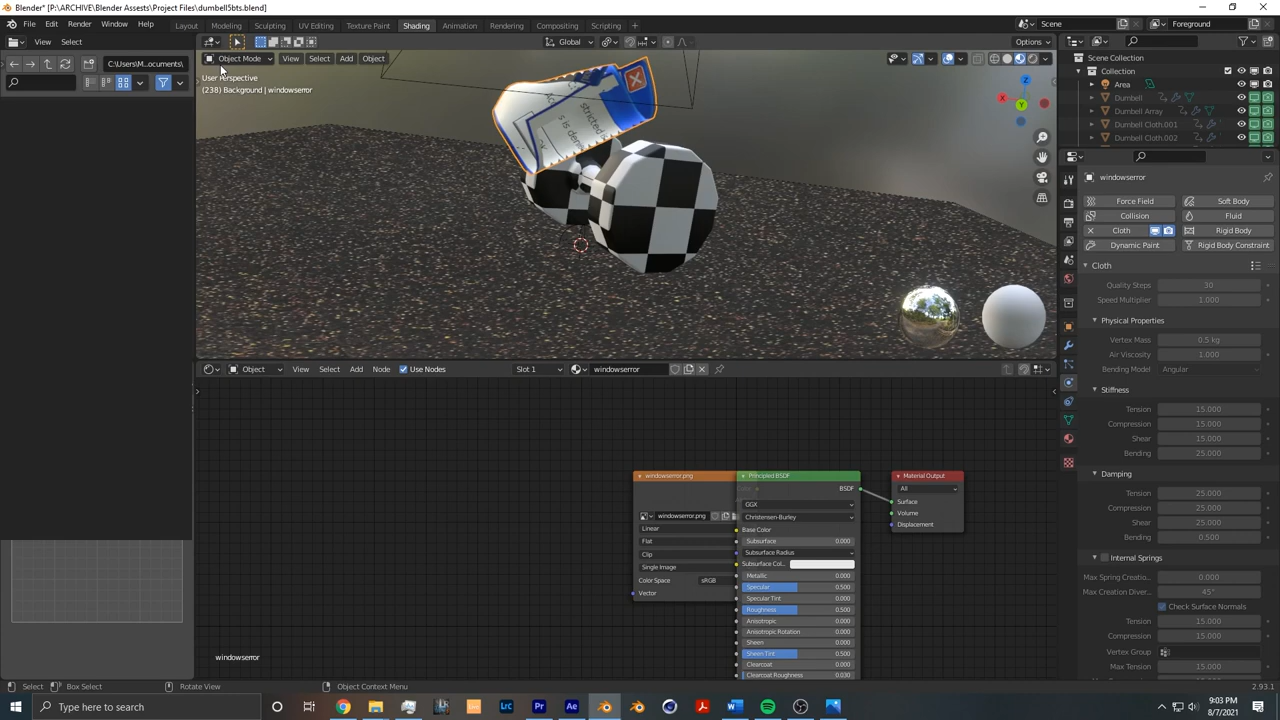 Blender* [P:\ARCHIVE\Blender Assets\Project Files\dumbell5bts.blend]
File Edit Render Window Help Layout Modeling Sculpting UV Editing Texture Paint Shading Animation Rendering Compositing Scripting Scene Foreground
View Select Global Options
C:\Users\M...ocuments\ Object Mode View Select Add Object
User Perspective
(238) Background | windowserror
Scene Collection
Collection
Area
Dumbell
Dumbell Array
Dumbell Cloth.001
Dumbell Cloth.002
windowserror
Force Field Soft Body
Collision Fluid
Cloth Rigid Body
Dynamic Paint Rigid Body Constraint
Cloth
Quality Steps 30
Speed Multiplier 1.000
Physical Properties
Vertex Mass 0.5 kg
Air Viscosity 1.000
Bending Model Angular
Stiffness
Tension 15.000
Compression 15.000
Shear 15.000
Bending 25.000
Damping
Tension 25.000
Compression 25.000
Shear 25.000
Bending 0.500
Internal Springs
Max Spring Creatio... 0.000
Max Creation Diver... 45°
Check Surface Normals
Tension 15.000
Compression 15.000
Vertex Group
Max Tension 15.000
Object View Select Add Node Use Nodes Slot 1 windowserror
windowserror.png
windowserror.png
Linear
Flat
Clip
Single Image
Color Space sRGB
Vector
Principled BSDF
BSDF
GGX
Christensen-Burley
Base Color
Subsurface 0.000
Subsurface Radius
Subsurface Col...
Metallic 0.000
Specular 0.500
Specular Tint 0.000
Roughness 0.500
Anisotropic 0.000
Anisotropic Rotation 0.000
Sheen 0.000
Sheen Tint 0.500
Clearcoat 0.000
Clearcoat Roughness 0.030
Material Output
All
Surface
Volume
Displacement
windowserror
Select Box Select Rotate View Object Context Menu 2.93.1
Type here to search
9:03 PM
8/7/2021